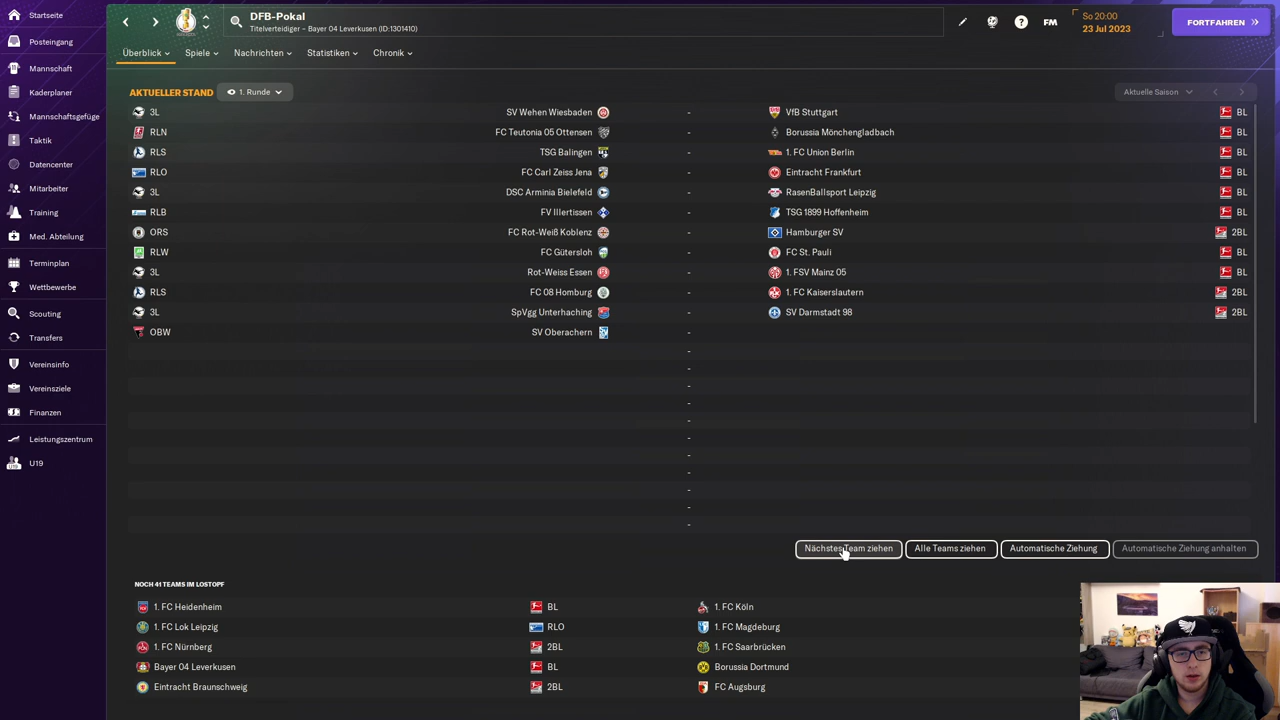 Startseite
Posteingang
Mannschaft
Kaderplaner
Mannschaftsgefüge
Taktik
Datencenter
Mitarbeiter
Training
Med. Abteilung
Terminplan
Wettbewerbe
Scouting
Transfers
Vereinsinfo
Vereinsziele
Finanzen
Leistungszentrum
U19
DFB-Pokal
Titelverteidiger – Bayer 04 Leverkusen (ID:1301410)
FM
So 20:00
23 Jul 2023
FORTFAHREN
Überblick Spiele Nachrichten Statistiken Chronik
AKTUELLER STAND 1. Runde Aktuelle Saison
3L SV Wehen Wiesbaden - VfB Stuttgart BL
RLN FC Teutonia 05 Ottensen - Borussia Mönchengladbach BL
RLS TSG Balingen - 1. FC Union Berlin BL
RLO FC Carl Zeiss Jena - Eintracht Frankfurt BL
3L DSC Arminia Bielefeld - RasenBallsport Leipzig BL
RLB FV Illertissen - TSG 1899 Hoffenheim BL
ORS FC Rot-Weiß Koblenz - Hamburger SV 2BL
RLW FC Gütersloh - FC St. Pauli BL
3L Rot-Weiss Essen - 1. FSV Mainz 05 BL
RLS FC 08 Homburg - 1. FC Kaiserslautern 2BL
3L SpVgg Unterhaching - SV Darmstadt 98 2BL
OBW SV Oberachern -
-
-
-
-
-
-
-
-
-
-
-
Nächstes Team ziehen Alle Teams ziehen Automatische Ziehung Automatische Ziehung anhalten
NOCH 41 TEAMS IM LOSTOPF
1. FC Heidenheim BL 1. FC Köln
1. FC Lok Leipzig RLO 1. FC Magdeburg
1. FC Nürnberg 2BL 1. FC Saarbrücken
Bayer 04 Leverkusen BL Borussia Dortmund
Eintracht Braunschweig 2BL FC Augsburg